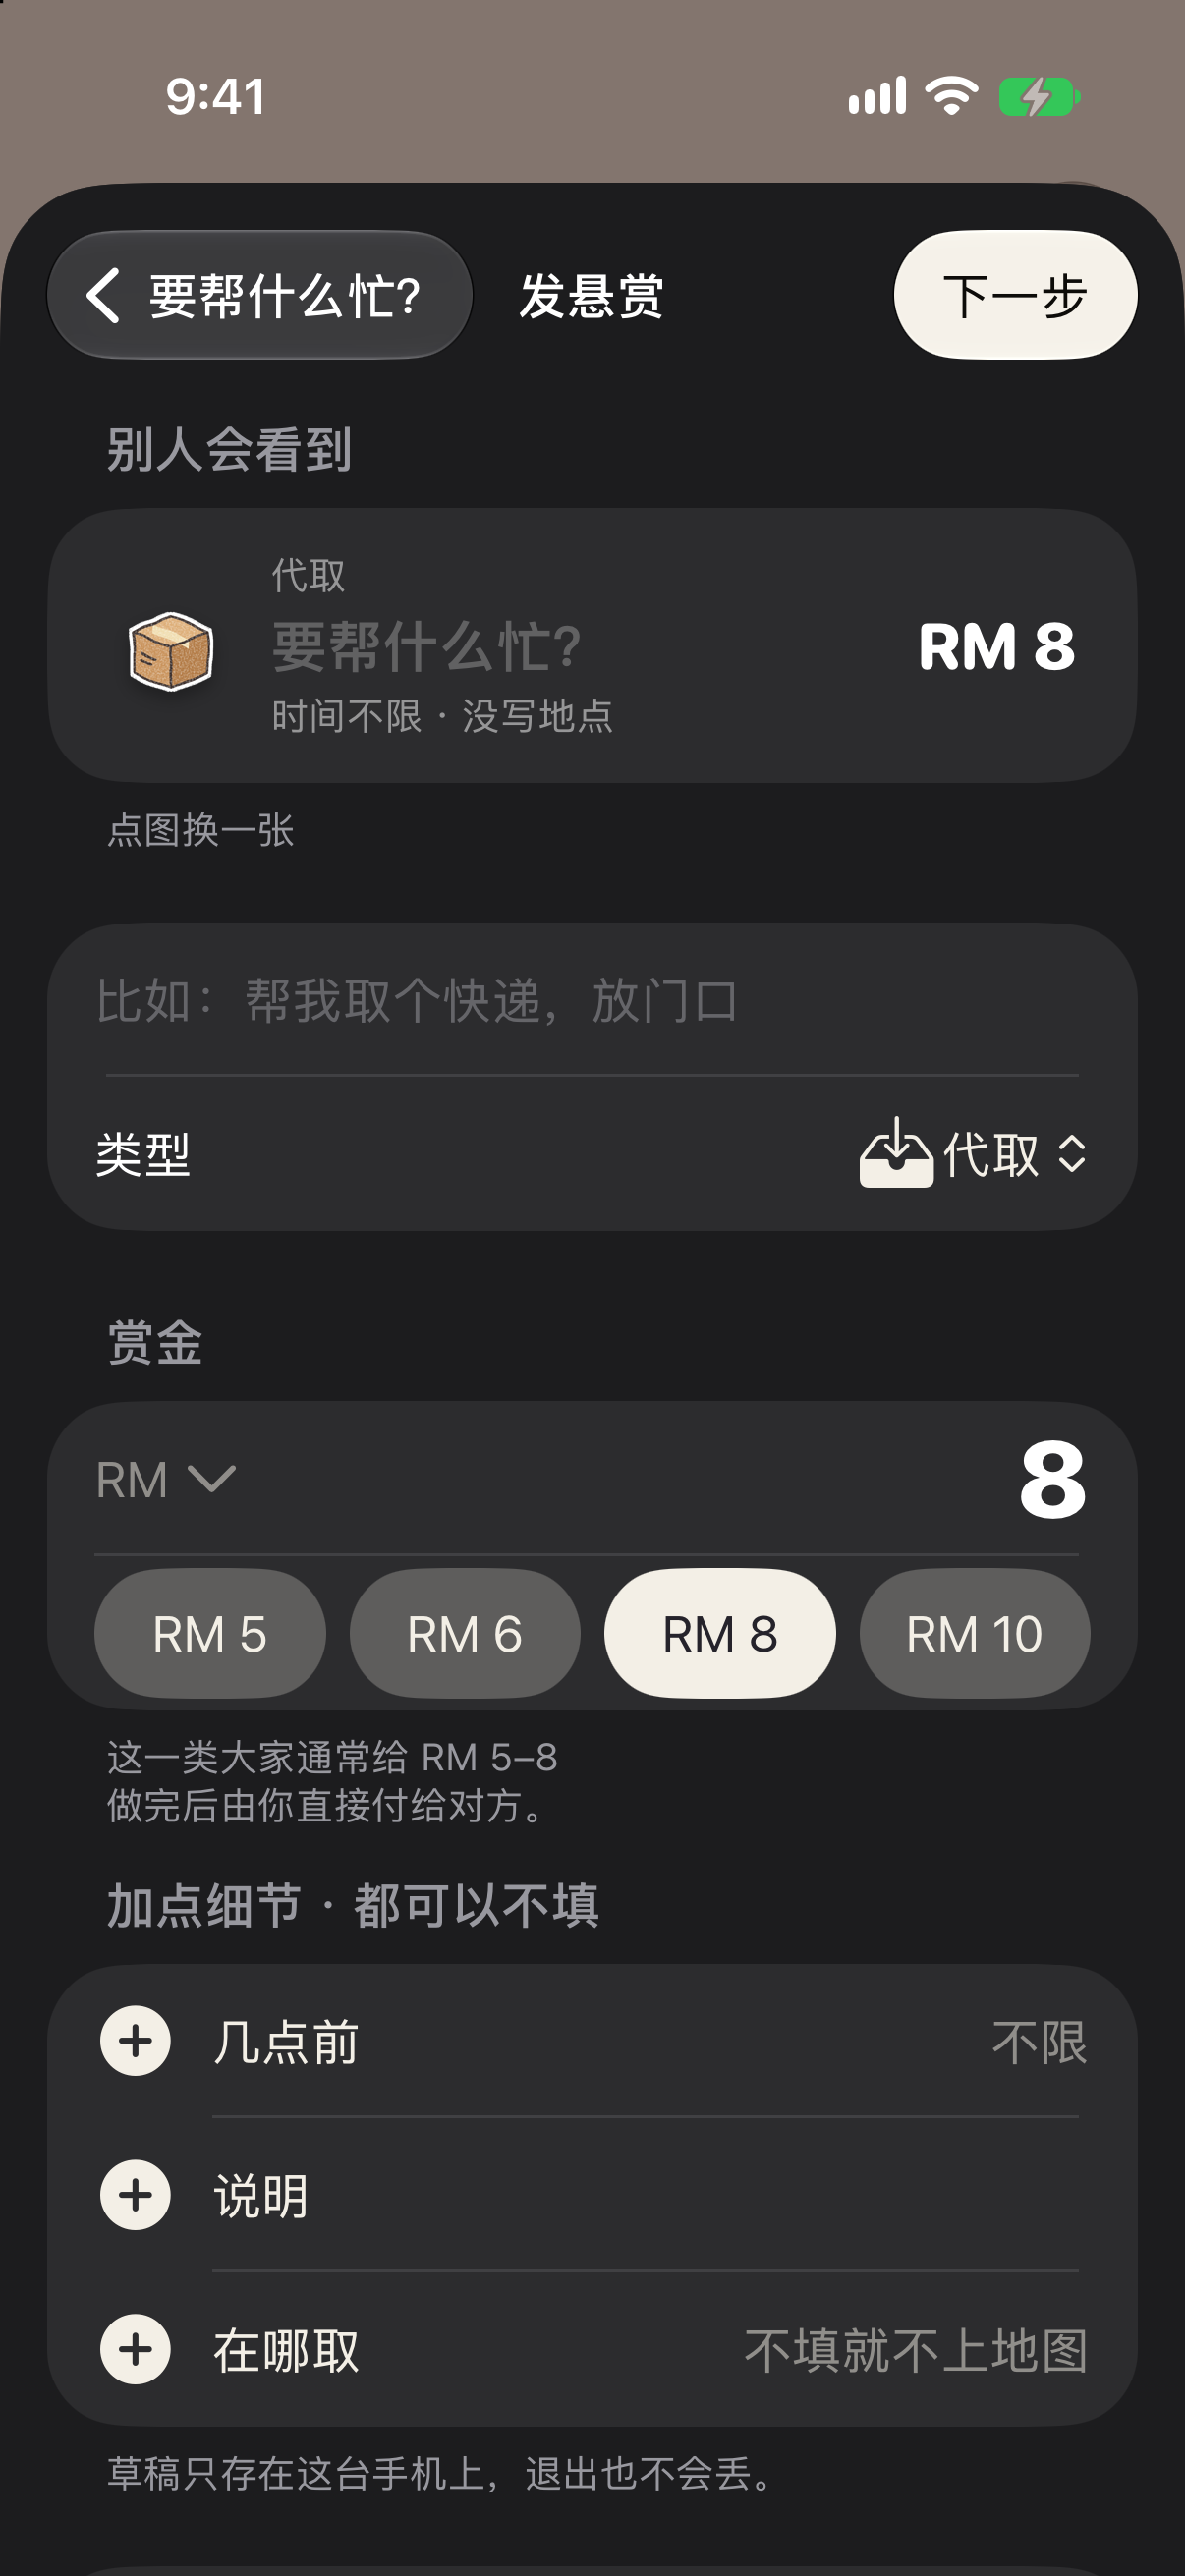 9:41
要帮什么忙?
发悬赏
下一步
别人会看到
代取
要帮什么忙?
RM 8
时间不限 · 没写地点
点图换一张
比如：帮我取个快递，放门口
类型
代取
赏金
RM
8
RM 5
RM 6
RM 8
RM 10
这一类大家通常给 RM 5–8
做完后由你直接付给对方。
加点细节 · 都可以不填
几点前
不限
说明
在哪取
不填就不上地图
草稿只存在这台手机上，退出也不会丢。